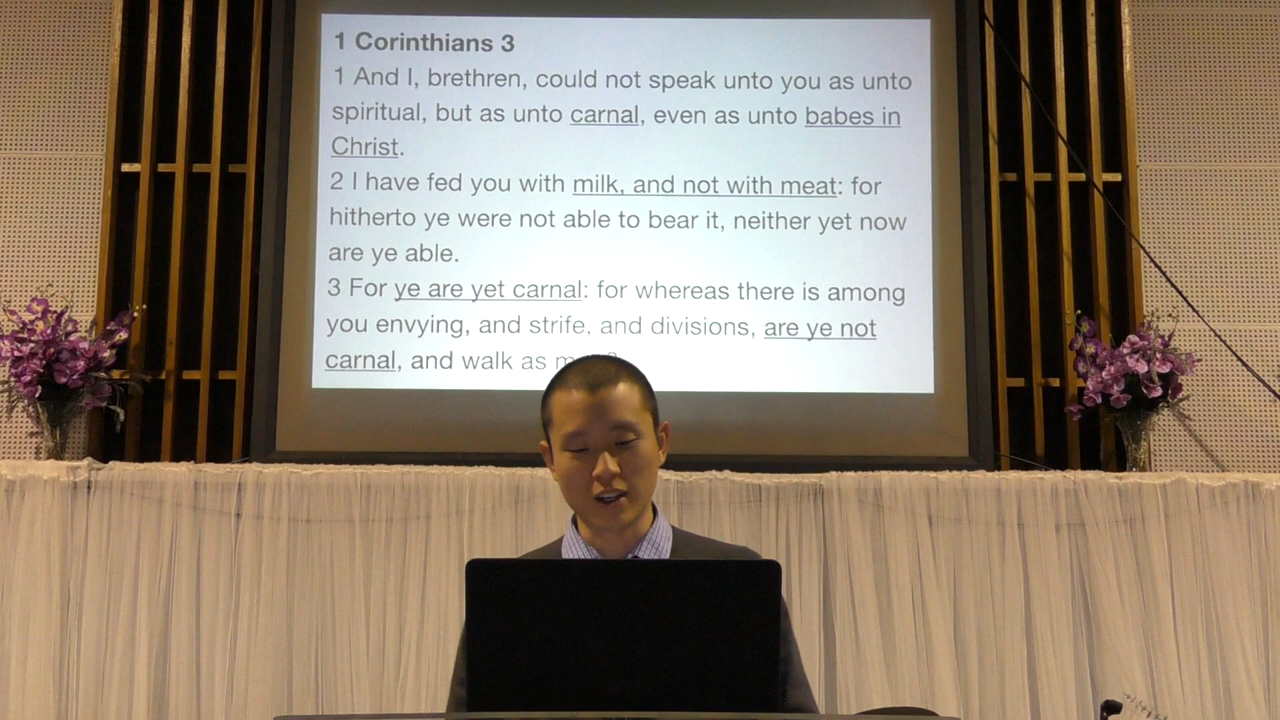 1 Corinthians 3
1 And I, brethren, could not speak unto you as unto
spiritual, but as unto carnal, even as unto babes in
Christ.
2 I have fed you with milk, and not with meat: for
hitherto ye were not able to bear it, neither yet now
are ye able.
3 For ye are yet carnal: for whereas there is among
you envying, and strife, and divisions, are ye not
carnal, and walk as